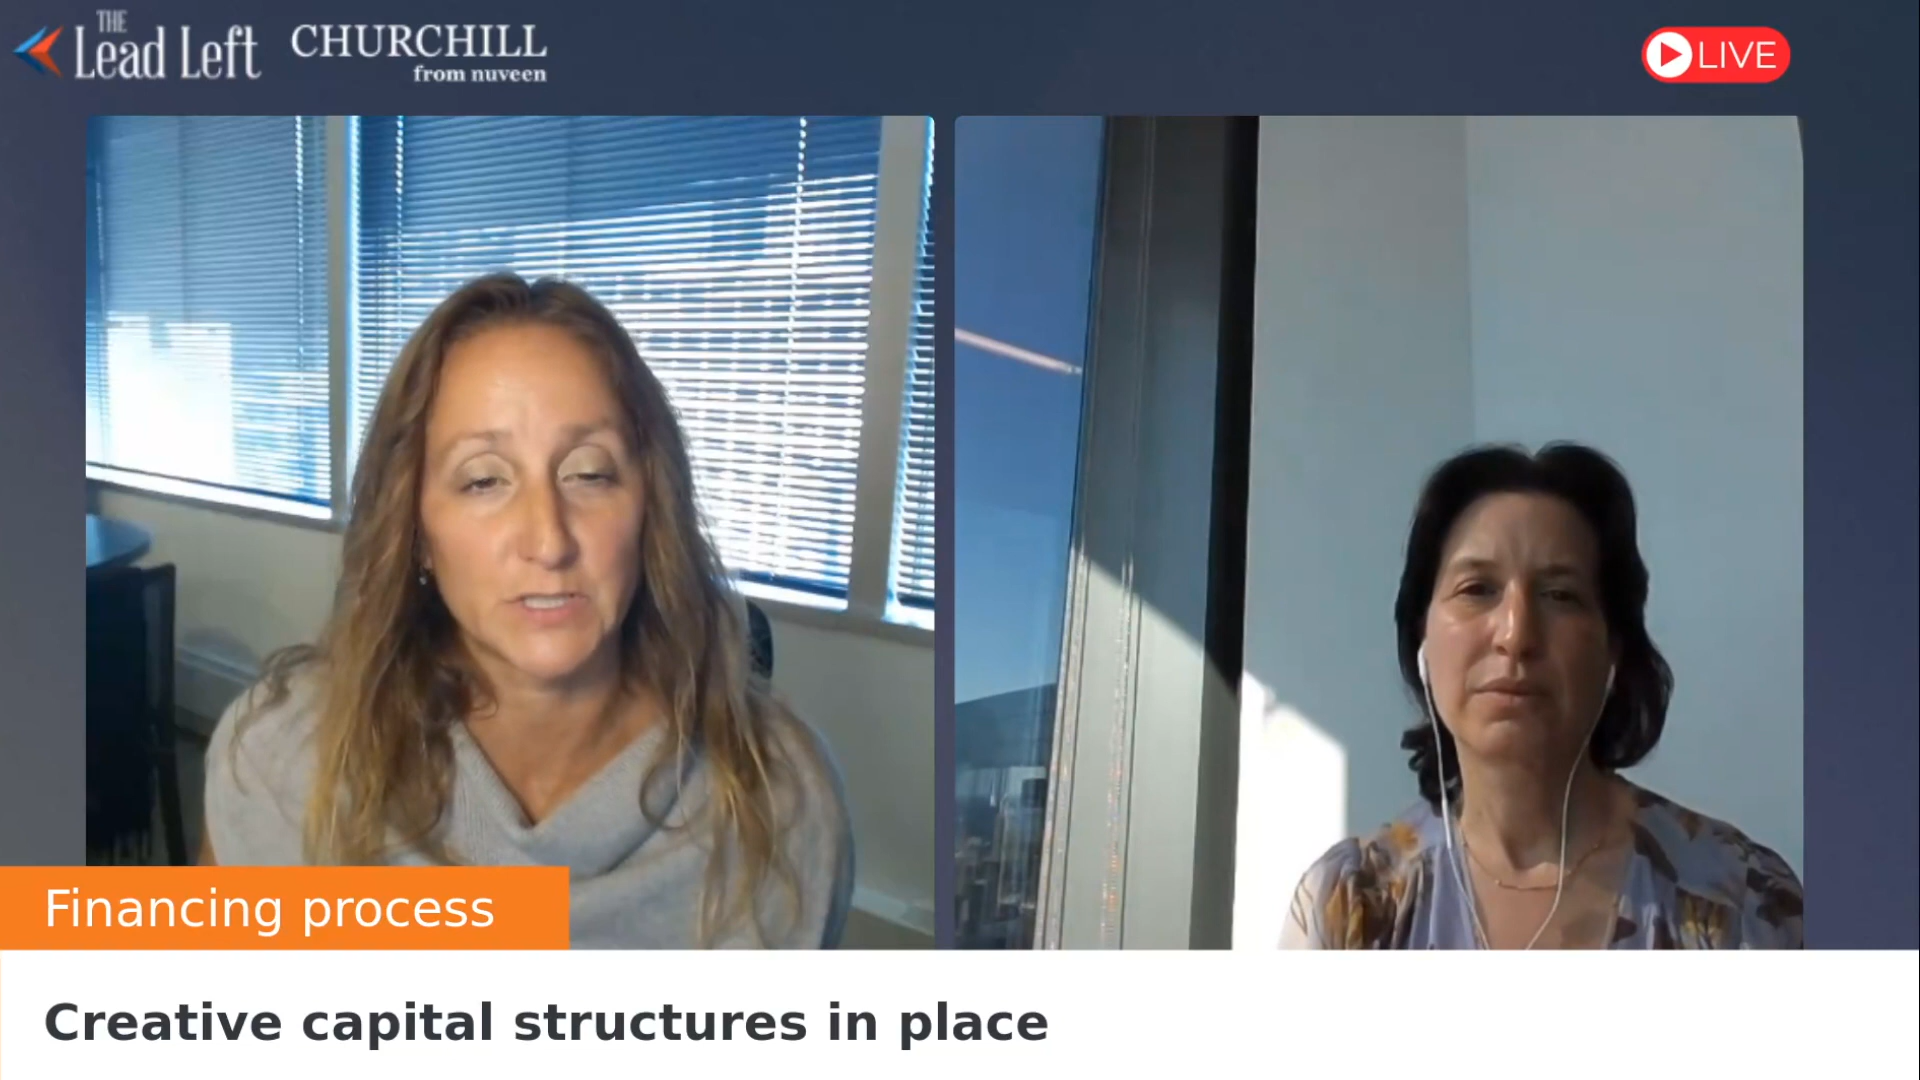 THE
Lead Left
CHURCHILL
from nuveen
LIVE
Financing process
Creative capital structures in place